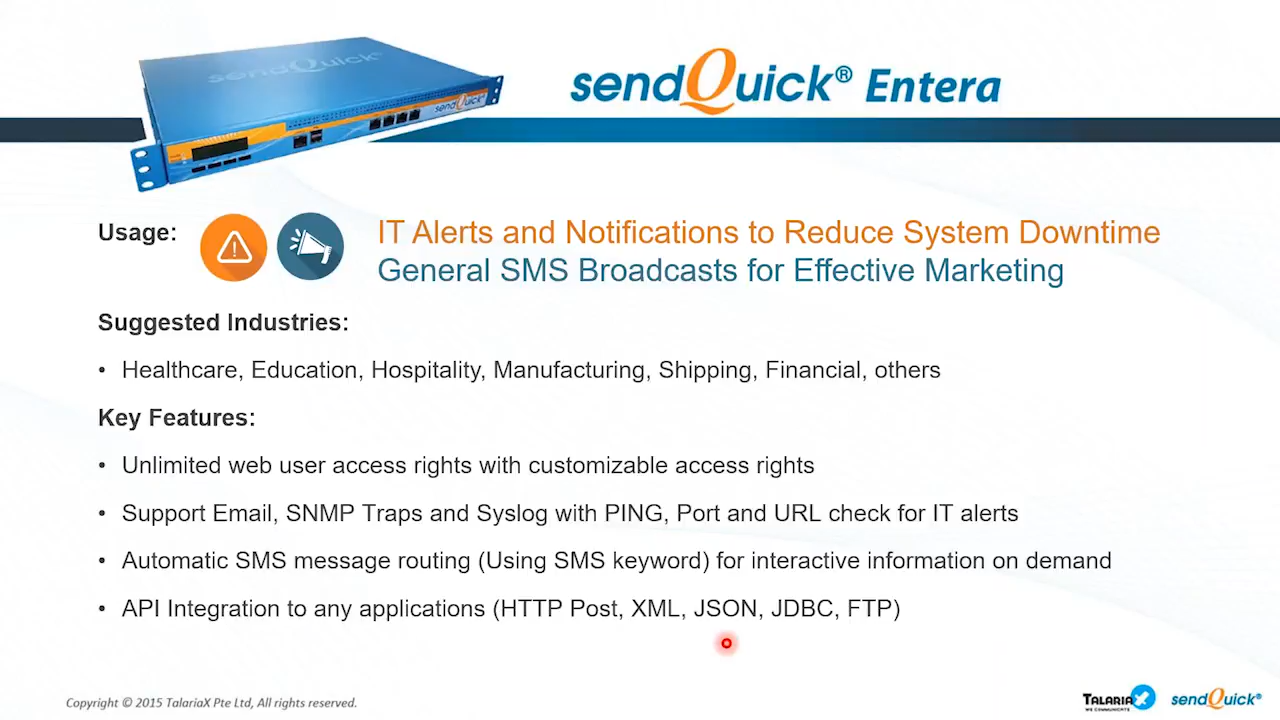 sendQuick®
sendQuick® Entera
sendQuick®
Usage:
IT Alerts and Notifications to Reduce System Downtime
General SMS Broadcasts for Effective Marketing
Suggested Industries:
• Healthcare, Education, Hospitality, Manufacturing, Shipping, Financial, others
Key Features:
• Unlimited web user access rights with customizable access rights
• Support Email, SNMP Traps and Syslog with PING, Port and URL check for IT alerts
• Automatic SMS message routing (Using SMS keyword) for interactive information on demand
• API Integration to any applications (HTTP Post, XML, JSON, JDBC, FTP)
Copyright © 2015 TalariaX Pte Ltd, All rights reserved.
TALARIAX
WE COMMUNICATE
sendQuick®